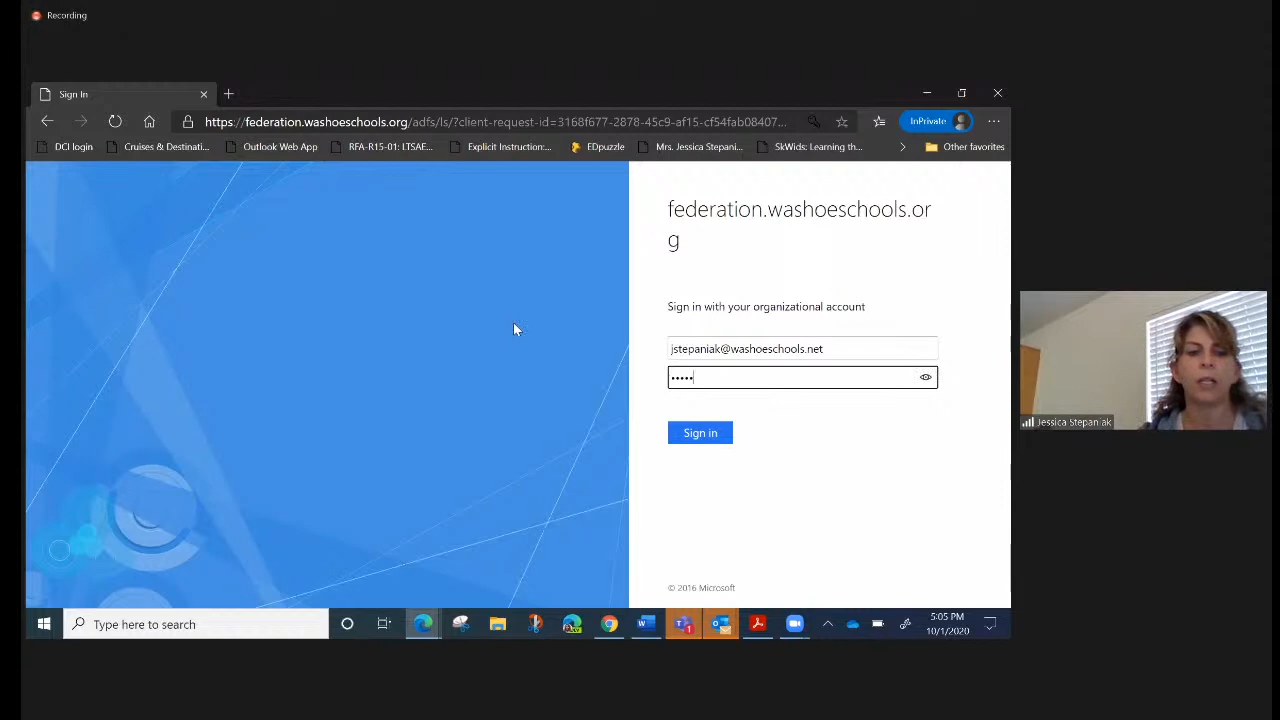 Recording
Sign In
https://federation.washoeschools.org/adfs/ls/?client-request-id=3168f677-2878-45c9-af15-cf54fab08407...
InPrivate
DCI login
Cruises & Destinati...
Outlook Web App
RFA-R15-01: LTSAE...
Explicit Instruction:...
EDpuzzle
Mrs. Jessica Stepani...
SkWids: Learning th...
Other favorites
federation.washoeschools.or
g
Sign in with your organizational account
jstepaniak@washoeschools.net
•••••
Sign in
© 2016 Microsoft
Jessica Stepaniak
Type here to search
1
5:05 PM
10/1/2020